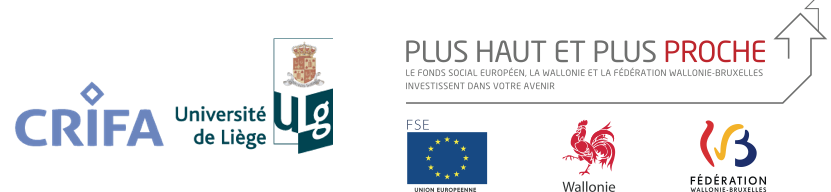 CRIFA
Université
de Liège
ulg
PLUS HAUT ET PLUS PROCHE
LE FONDS SOCIAL EUROPÉEN, LA WALLONIE ET LA FÉDÉRATION WALLONIE-BRUXELLES
INVESTISSENT DANS VOTRE AVENIR
FSE
UNION EUROPEENNE
Wallonie
FÉDÉRATION
WALLONIE-BRUXELLES